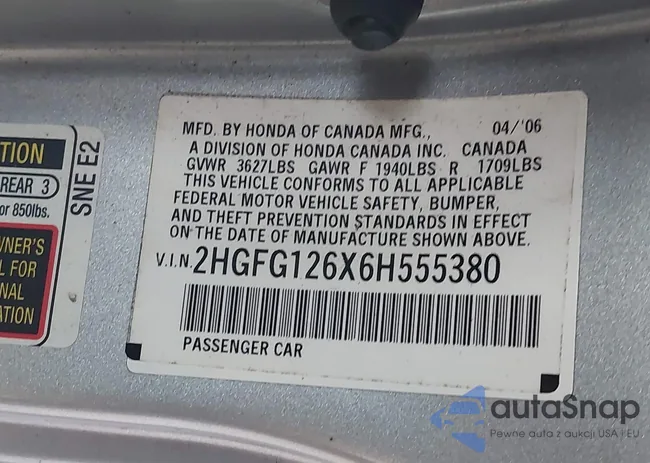 TION
REAR 3
or 850lbs.
WNER'S
L FOR
NAL
ATION
SNE E2
MFD. BY HONDA OF CANADA MFG., 04/'06
A DIVISION OF HONDA CANADA INC. CANADA
GVWR 3627LBS GAWR F 1940LBS R 1709LBS
THIS VEHICLE CONFORMS TO ALL APPLICABLE
FEDERAL MOTOR VEHICLE SAFETY, BUMPER,
AND THEFT PREVENTION STANDARDS IN EFFECT
ON THE DATE OF MANUFACTURE SHOWN ABOVE.
V.I.N. 2HGFG126X6H555380
PASSENGER CAR
autaSnap
Pewne auta z aukcji USA i EU